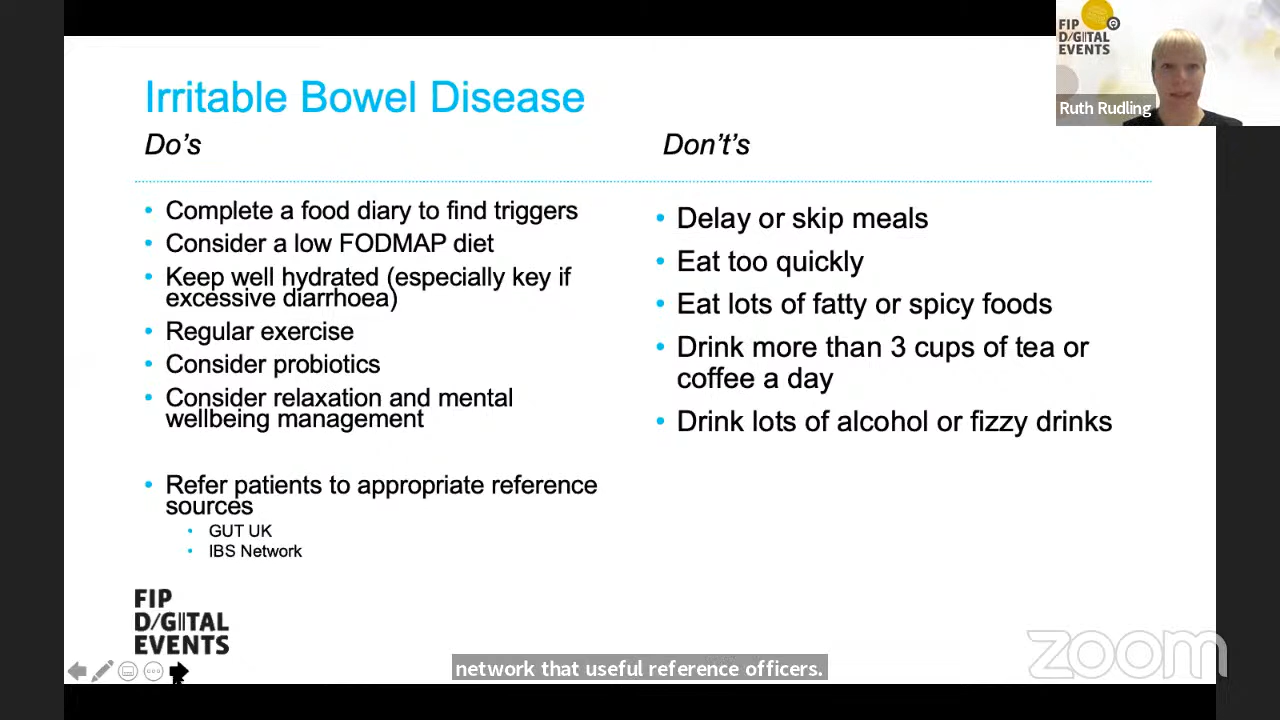 Irritable Bowel Disease
Do's
Don't's
• Complete a food diary to find triggers
• Consider a low FODMAP diet
• Keep well hydrated (especially key if
excessive diarrhoea)
• Regular exercise
• Consider probiotics
• Consider relaxation and mental
wellbeing management
• Refer patients to appropriate reference
sources
• GUT UK
• IBS Network
• Delay or skip meals
• Eat too quickly
• Eat lots of fatty or spicy foods
• Drink more than 3 cups of tea or
coffee a day
• Drink lots of alcohol or fizzy drinks
FIP
D/GIITAL
EVENTS
Ruth Rudling
FIP
D/GIITAL
EVENTS
network that useful reference officers.
zoom